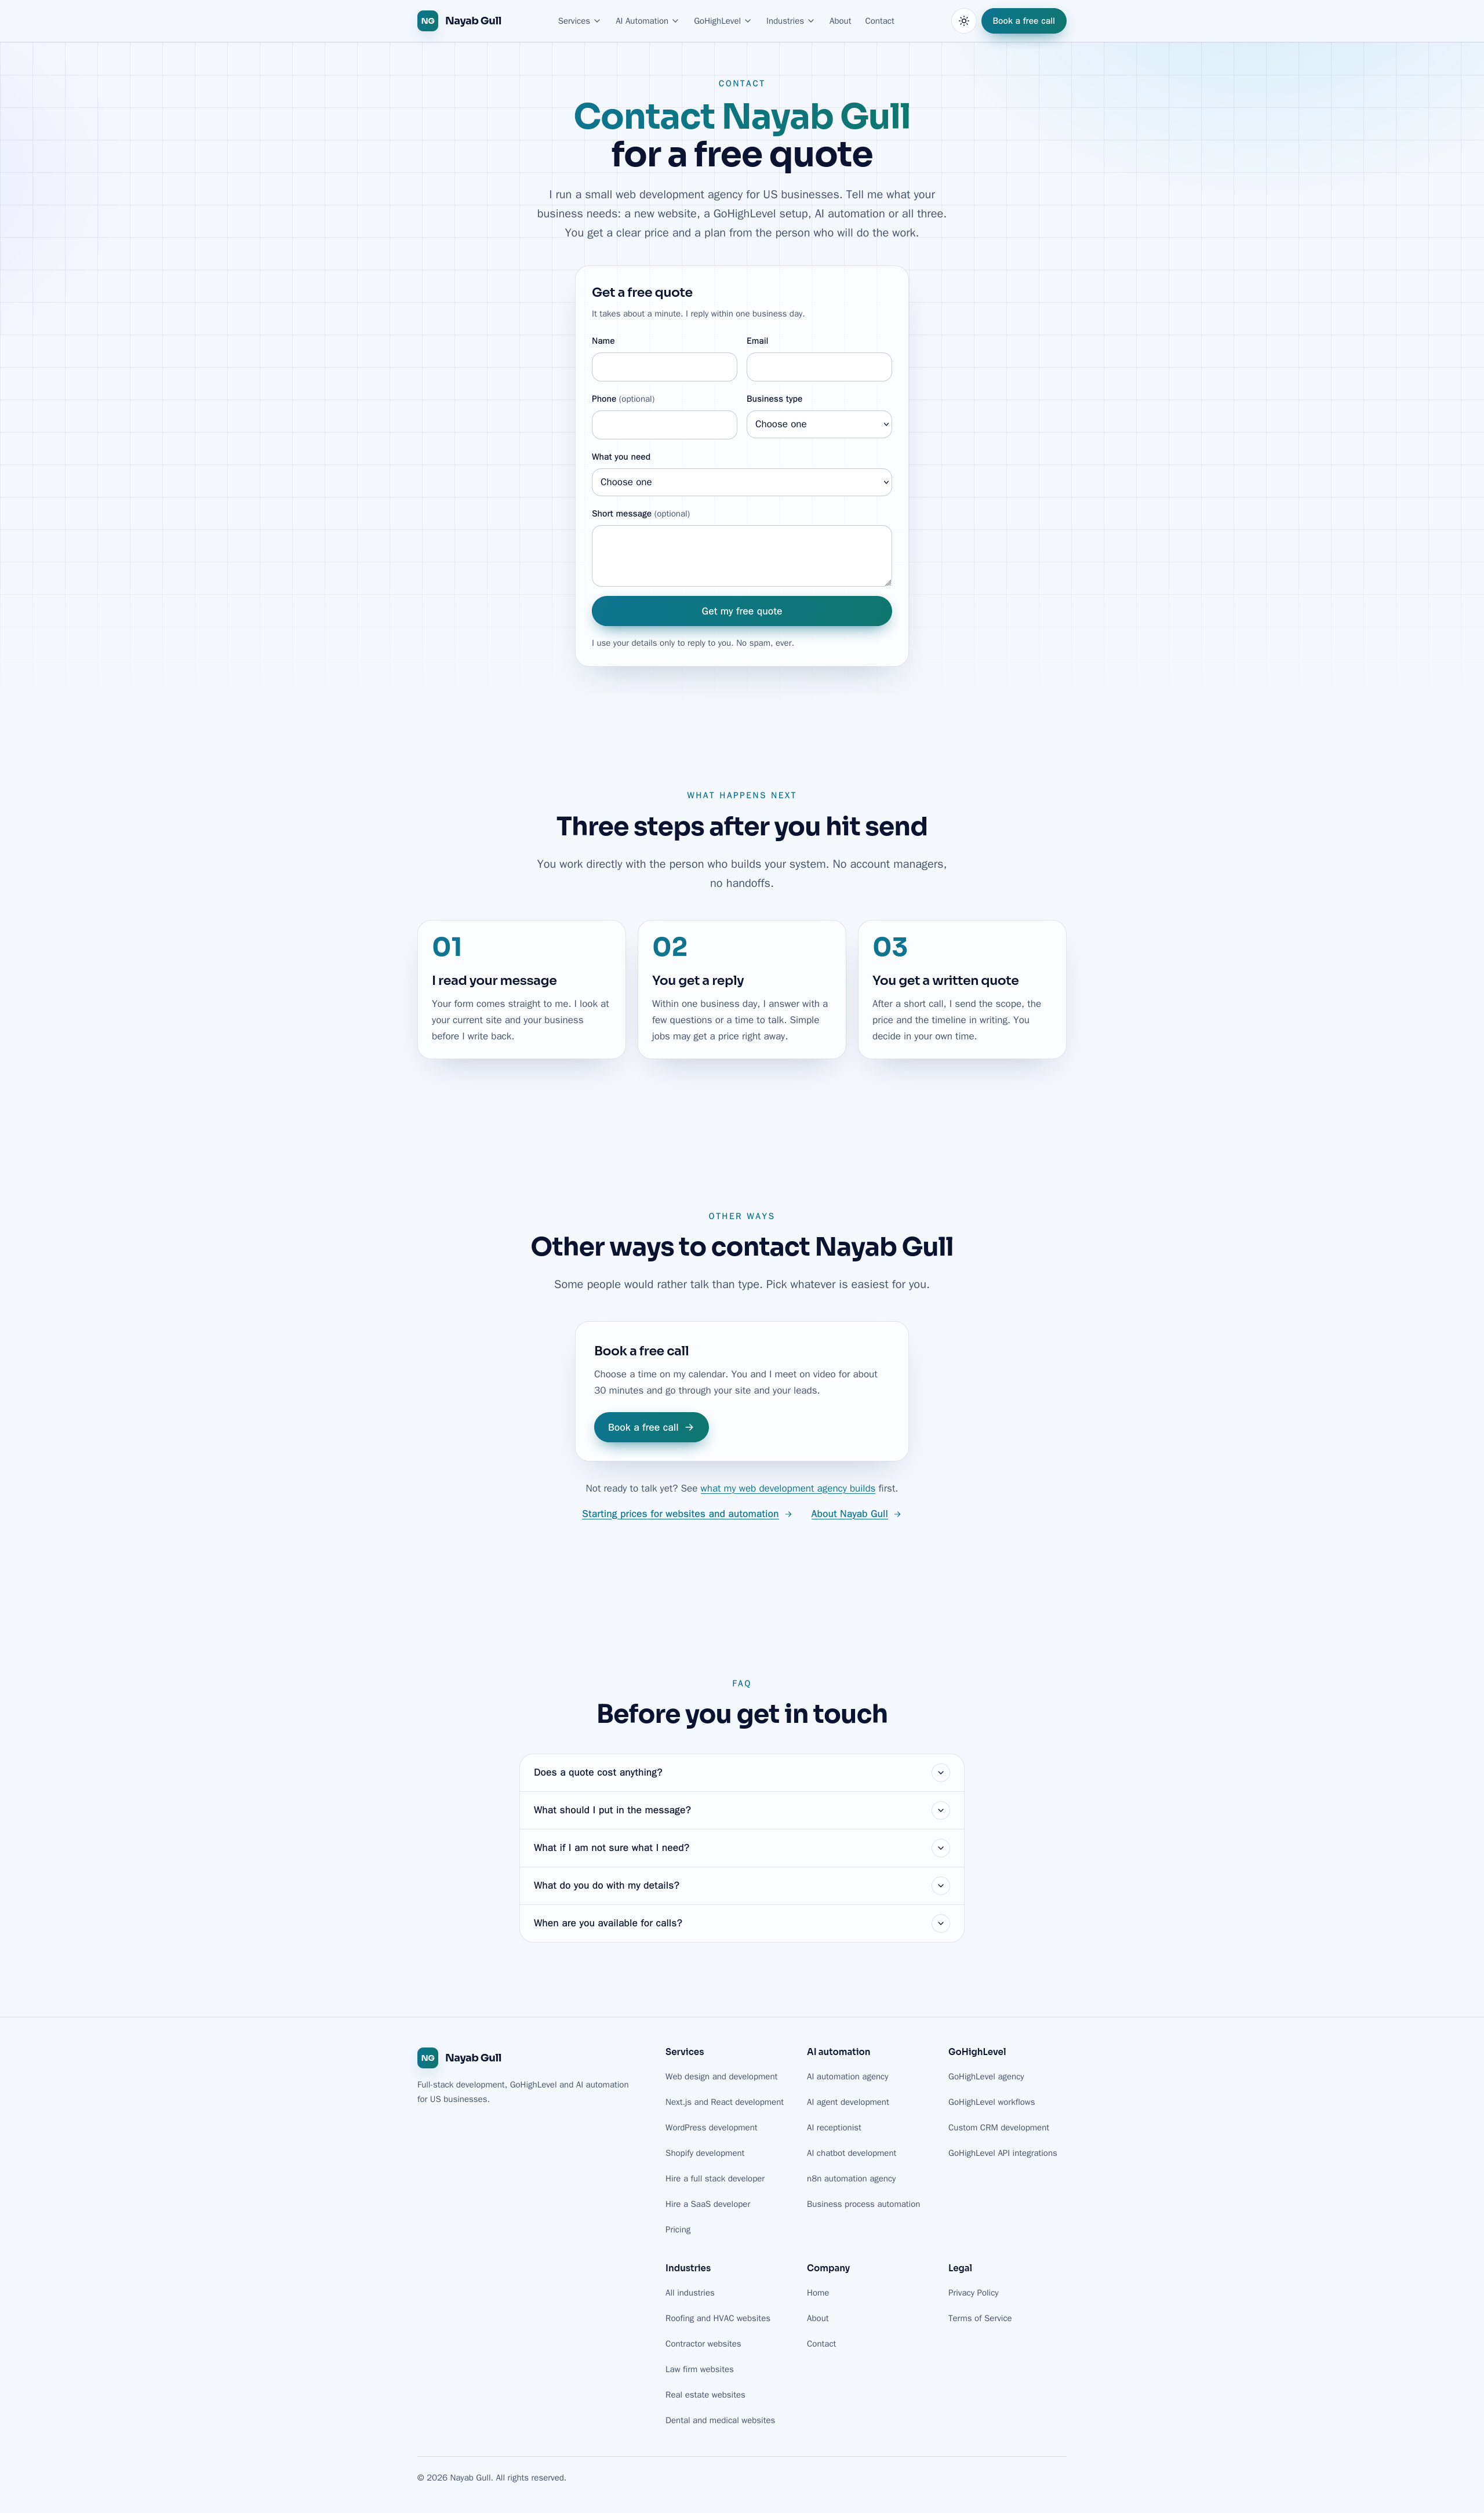 NG Nayab Gull
Services
AI Automation
GoHighLevel
Industries
About
Contact
Book a free call
CONTACT
Contact Nayab Gull
for a free quote
I run a small web development agency for US businesses. Tell me what your
business needs: a new website, a GoHighLevel setup, AI automation or all three.
You get a clear price and a plan from the person who will do the work.
Get a free quote
It takes about a minute. I reply within one business day.
Name
Email
Phone (optional)
Business type
Choose one
What you need
Choose one
Short message (optional)
Get my free quote
I use your details only to reply to you. No spam, ever.
WHAT HAPPENS NEXT
Three steps after you hit send
You work directly with the person who builds your system. No account managers,
no handoffs.
01
I read your message
Your form comes straight to me. I look at
your current site and your business
before I write back.
02
You get a reply
Within one business day, I answer with a
few questions or a time to talk. Simple
jobs may get a price right away.
03
You get a written quote
After a short call, I send the scope, the
price and the timeline in writing. You
decide in your own time.
OTHER WAYS
Other ways to contact Nayab Gull
Some people would rather talk than type. Pick whatever is easiest for you.
Book a free call
Choose a time on my calendar. You and I meet on video for about
30 minutes and go through your site and your leads.
Book a free call →
Not ready to talk yet? See what my web development agency builds first.
Starting prices for websites and automation →
About Nayab Gull →
FAQ
Before you get in touch
Does a quote cost anything?
What should I put in the message?
What if I am not sure what I need?
What do you do with my details?
When are you available for calls?
NG Nayab Gull
Full-stack development, GoHighLevel and AI automation
for US businesses.
Services
Web design and development
Next.js and React development
WordPress development
Shopify development
Hire a full stack developer
Hire a SaaS developer
Pricing
AI automation
AI automation agency
AI agent development
AI receptionist
AI chatbot development
n8n automation agency
Business process automation
GoHighLevel
GoHighLevel agency
GoHighLevel workflows
Custom CRM development
GoHighLevel API integrations
Industries
All industries
Roofing and HVAC websites
Contractor websites
Law firm websites
Real estate websites
Dental and medical websites
Company
Home
About
Contact
Legal
Privacy Policy
Terms of Service
© 2026 Nayab Gull. All rights reserved.